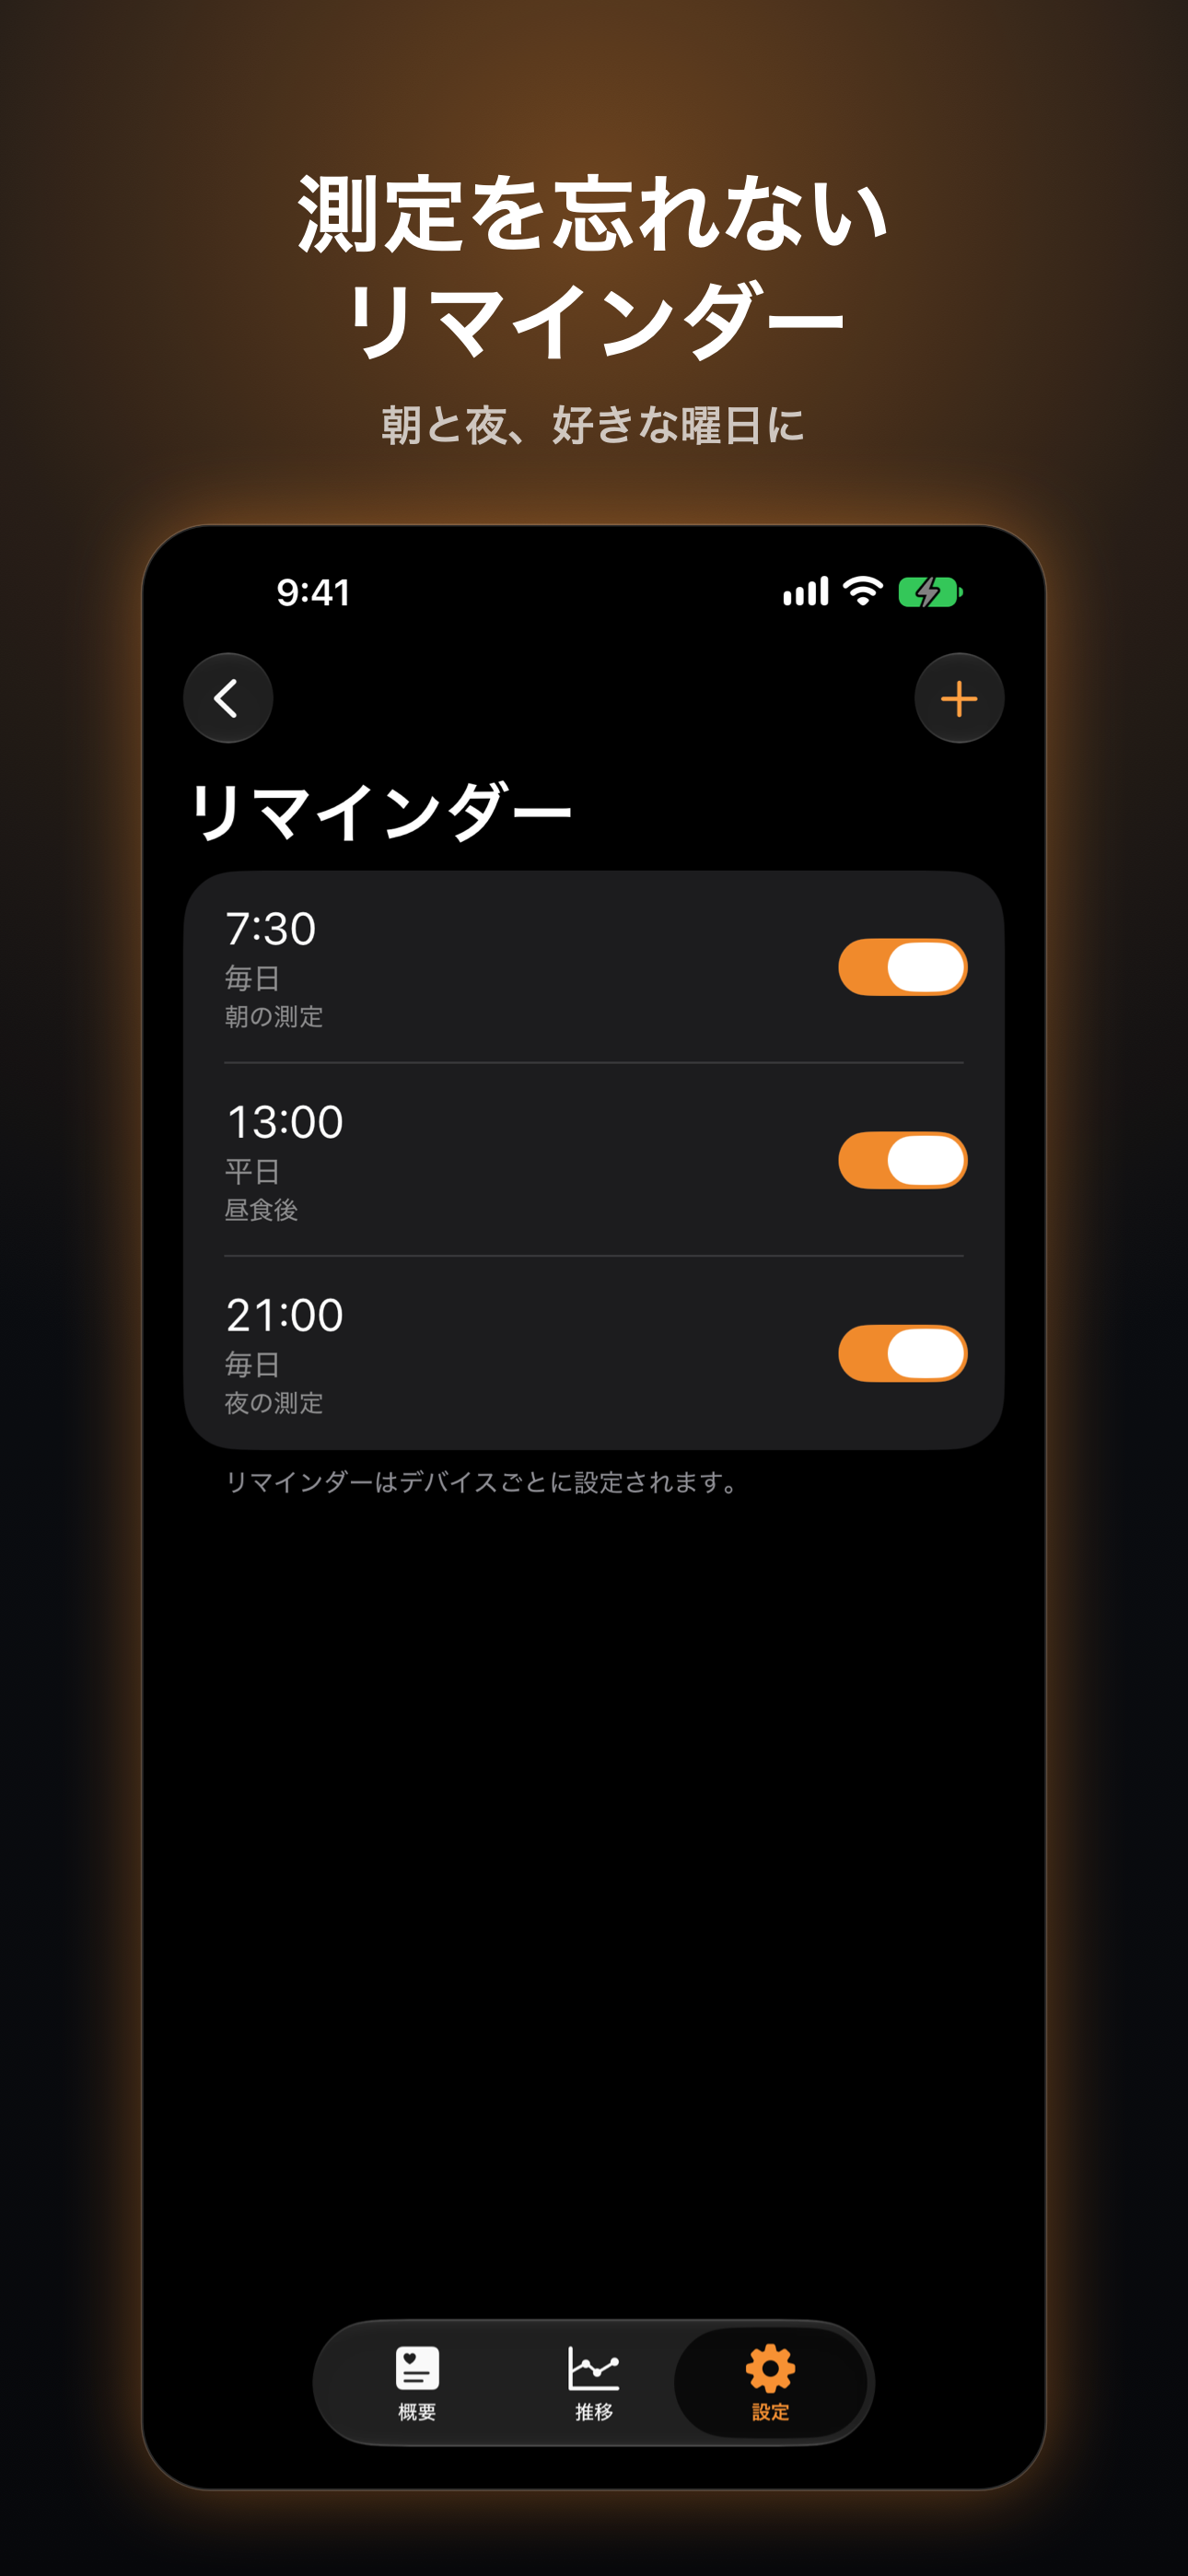 測定を忘れない
リマインダー
朝と夜、好きな曜日に
9:41
リマインダー
7:30
毎日
朝の測定
13:00
平日
昼食後
21:00
毎日
夜の測定
リマインダーはデバイスごとに設定されます。
概要
推移
設定